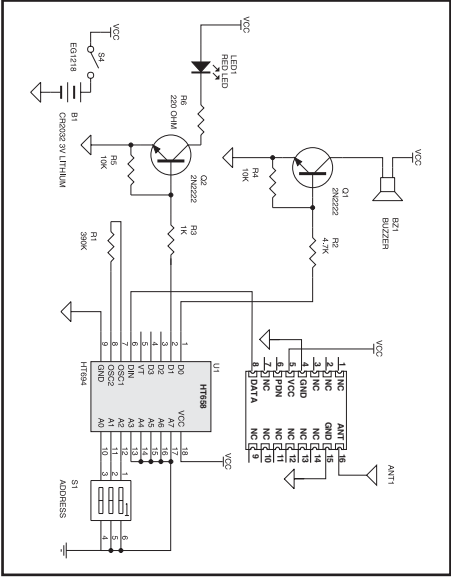 VCC
BZ1
BUZZER
Q1
2N2222
R4
10K
R2
4.7K
VCC
ANT1
1 NC
2 NC
3 NC
4 GND
5 VCC
6 PDN
7 NC
8 DATA
ANT 16
GND 15
NC 14
NC 13
NC 12
NC 11
NC 10
NC 9
VCC
LED1
RED LED
R6
220 OHM
Q2
2N2222
R5
10K
R3
1K
VCC
S4
EG1218
B1
CR2032 3V LITHIUM
R1
390K
U1
HT658
1 D0
2 D1
3 D2
4 D3
5 VT
6 DIN
7 OSC1
8 OSC2
9 GND
VCC 18
A7 17
A6 16
A5 15
A4 14
A3 13
A2 12
A1 11
A0 10
HT694
VCC
S1
ADDRESS
1
2
3
4
5
6
1